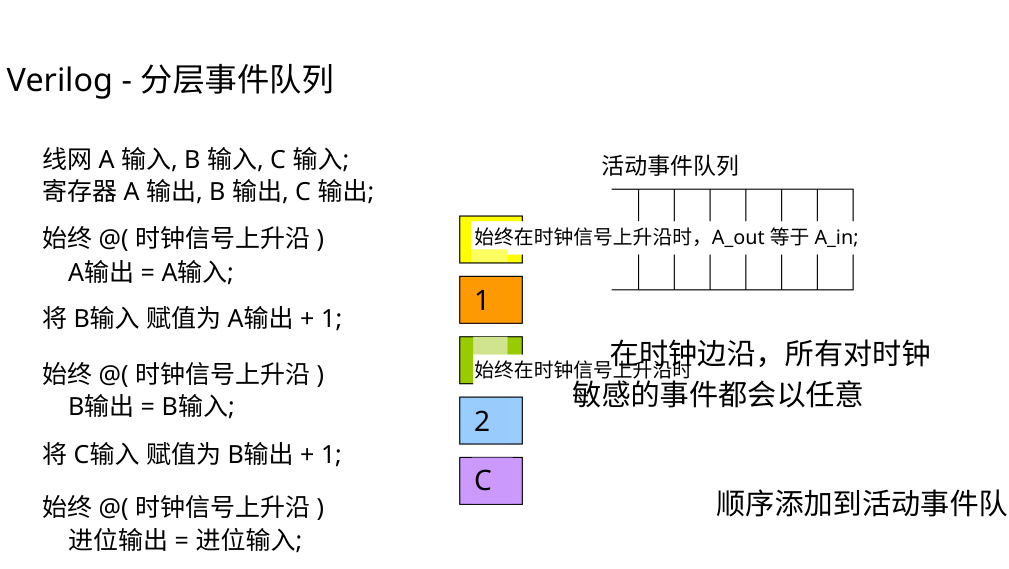 Verilog - 分层事件队列
线网 A 输入, B 输入, C 输入;
寄存器 A 输出, B 输出, C 输出;
始终 @( 时钟信号上升沿 )
A输出 = A输入;
将 B输入 赋值为 A输出 + 1;
始终 @( 时钟信号上升沿 )
B输出 = B输入;
将 C输入 赋值为 B输出 + 1;
始终 @( 时钟信号上升沿 )
进位输出 = 进位输入;
活动事件队列
始终在时钟信号上升沿时，A_out 等于 A_in;
1
始终在时钟信号上升沿时
2
C
在时钟边沿，所有对时钟
敏感的事件都会以任意
顺序添加到活动事件队